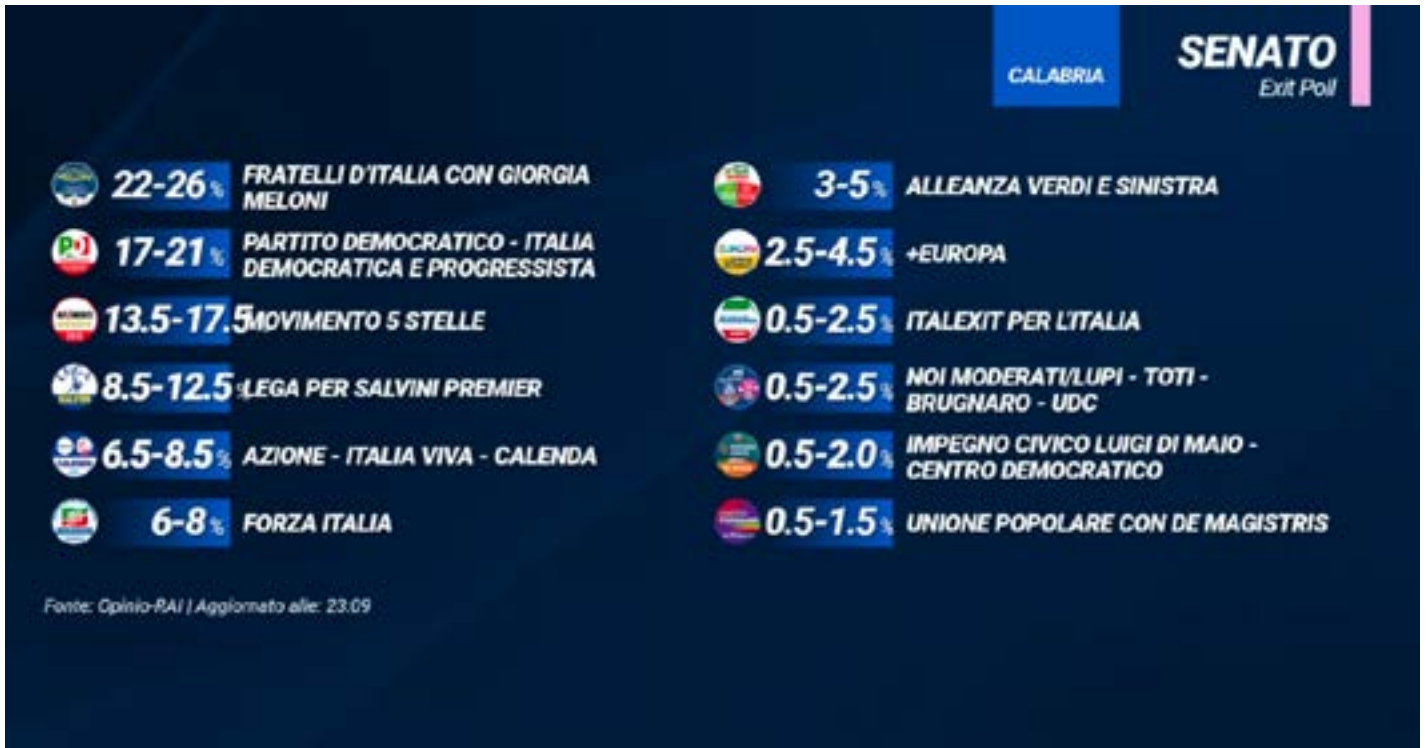 CALABRIA
SENATO
Exit Poll
22-26 % FRATELLI D'ITALIA CON GIORGIA
MELONI
17-21 % PARTITO DEMOCRATICO - ITALIA
DEMOCRATICA E PROGRESSISTA
13.5-17.5 MOVIMENTO 5 STELLE
8.5-12.5 % LEGA PER SALVINI PREMIER
6.5-8.5 % AZIONE - ITALIA VIVA - CALENDA
6-8 % FORZA ITALIA
3-5 % ALLEANZA VERDI E SINISTRA
2.5-4.5 % +EUROPA
0.5-2.5 % ITALEXIT PER L'ITALIA
0.5-2.5 % NOI MODERATI/LUPI - TOTI -
BRUGNARO - UDC
0.5-2.0 % IMPEGNO CIVICO LUIGI DI MAIO -
CENTRO DEMOCRATICO
0.5-1.5 % UNIONE POPOLARE CON DE MAGISTRIS
Fonte: Opinio-RAI | Aggiornato alle: 23:09